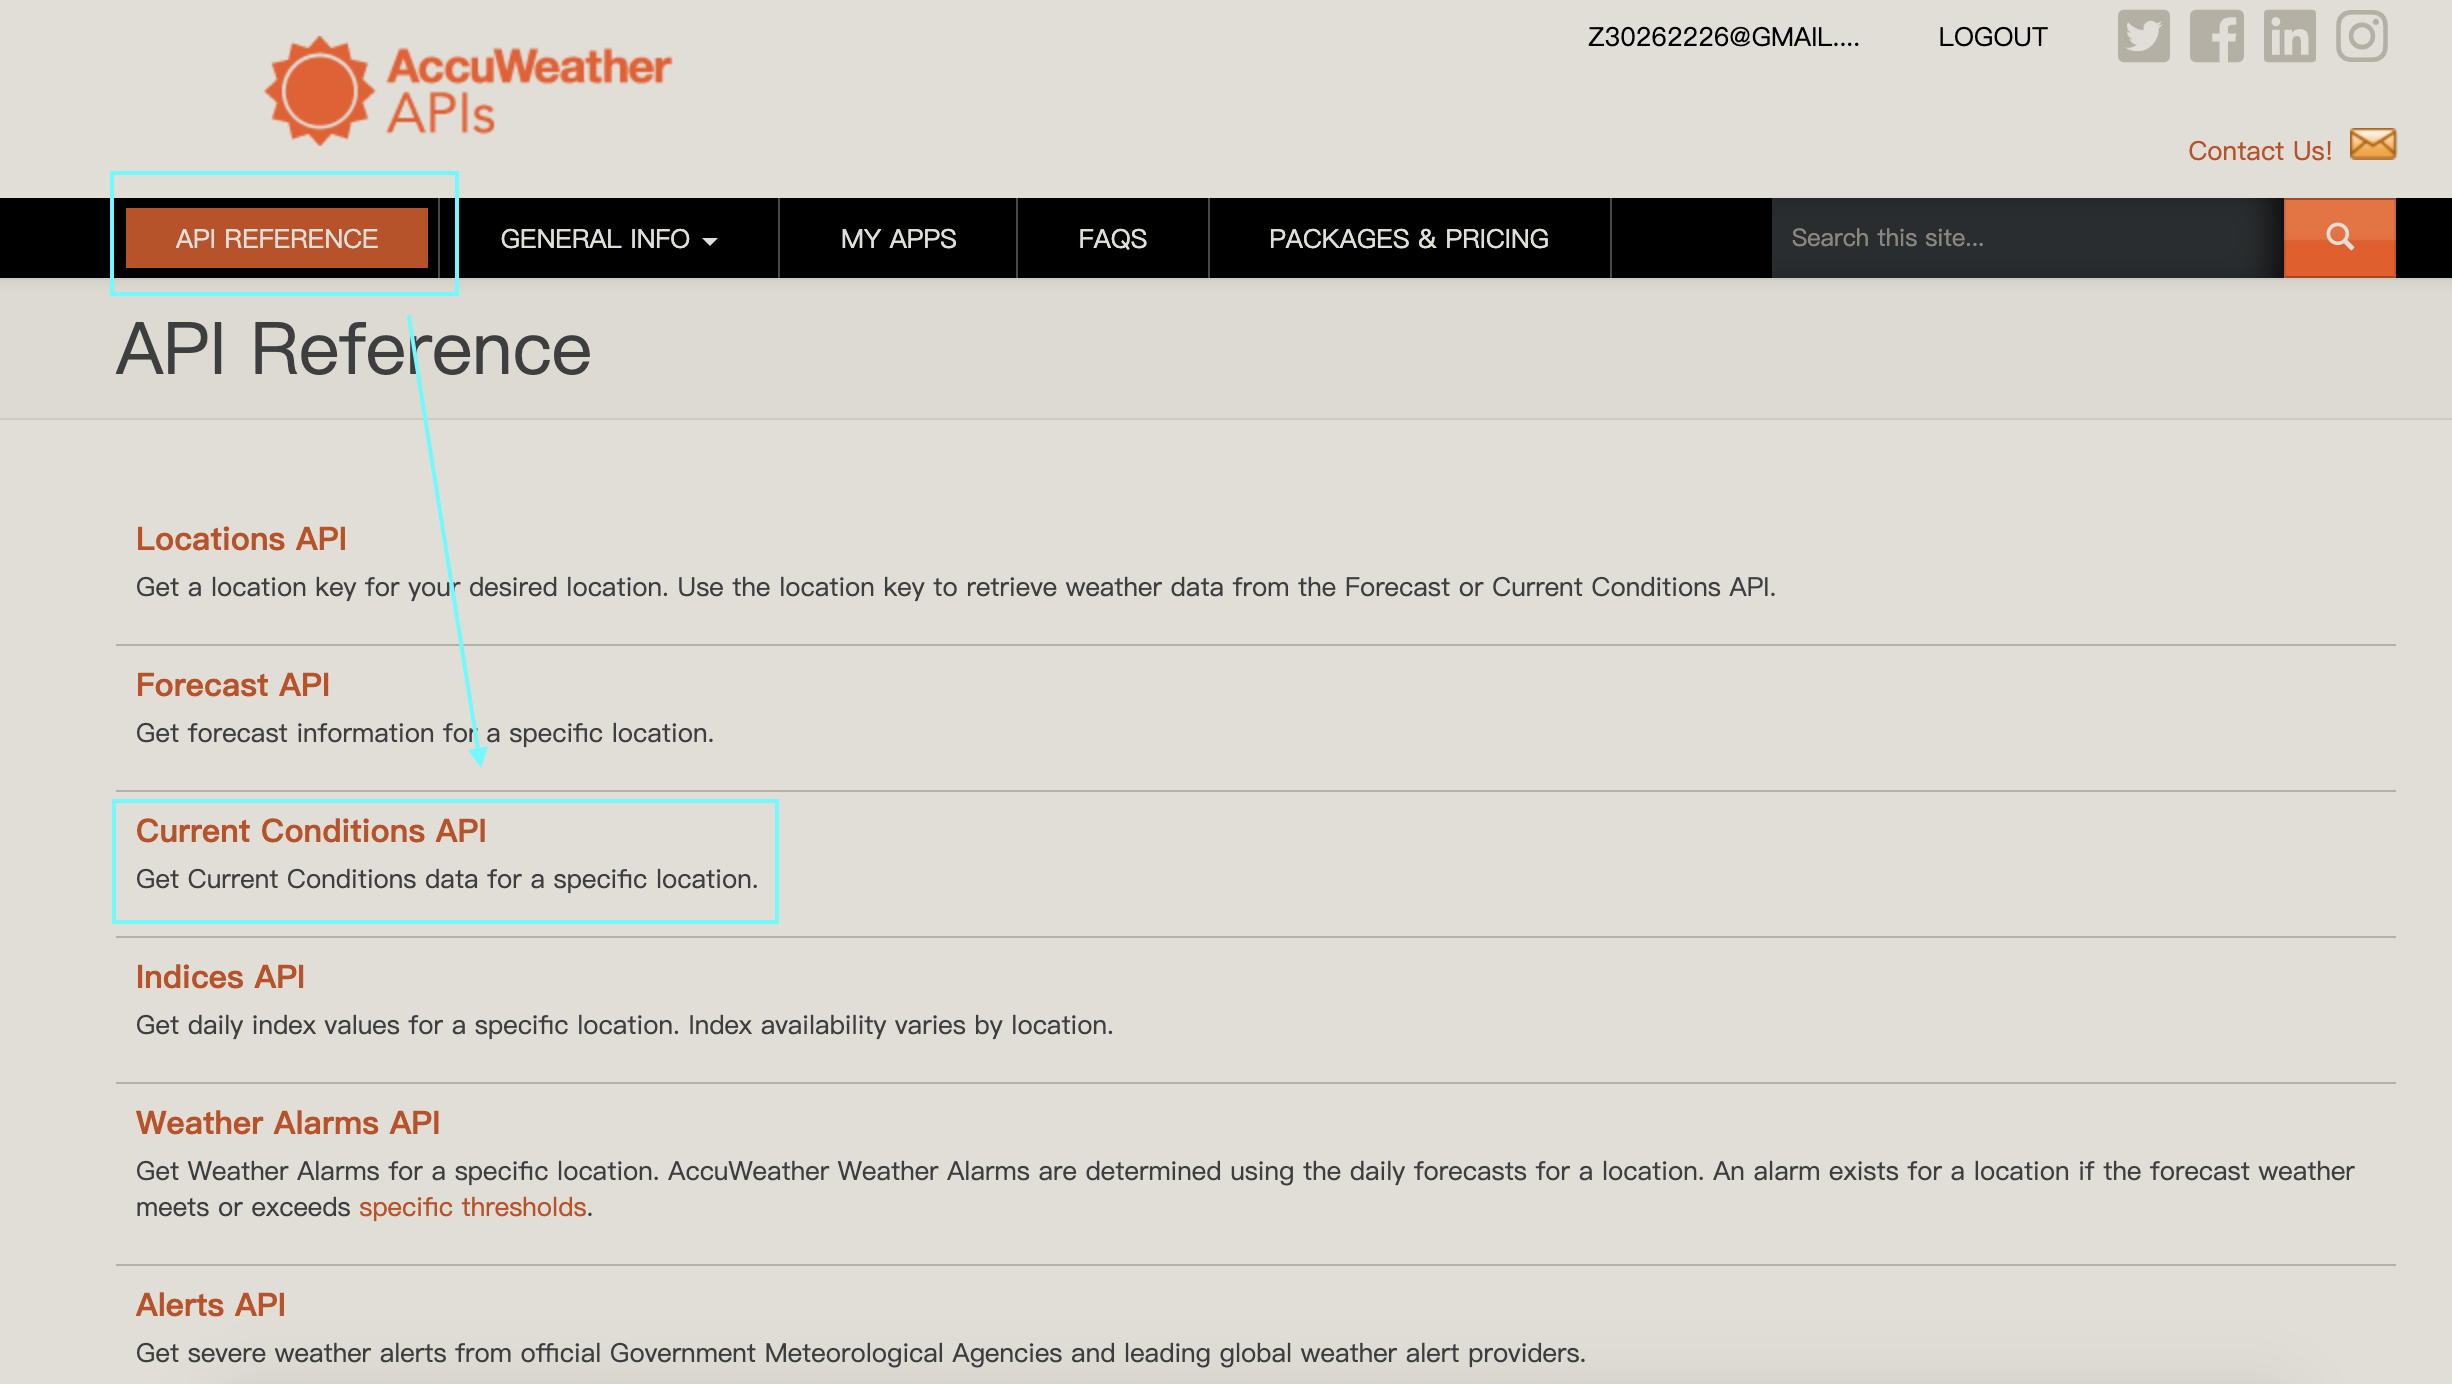 Z30262226@GMAIL....
LOGOUT
AccuWeather
APIs
Contact Us!
API REFERENCE
GENERAL INFO
MY APPS
FAQS
PACKAGES & PRICING
Search this site...
API Reference
Locations API
Get a location key for your desired location. Use the location key to retrieve weather data from the Forecast or Current Conditions API.
Forecast API
Get forecast information for a specific location.
Current Conditions API
Get Current Conditions data for a specific location.
Indices API
Get daily index values for a specific location. Index availability varies by location.
Weather Alarms API
Get Weather Alarms for a specific location. AccuWeather Weather Alarms are determined using the daily forecasts for a location. An alarm exists for a location if the forecast weather
meets or exceeds specific thresholds.
Alerts API
Get severe weather alerts from official Government Meteorological Agencies and leading global weather alert providers.